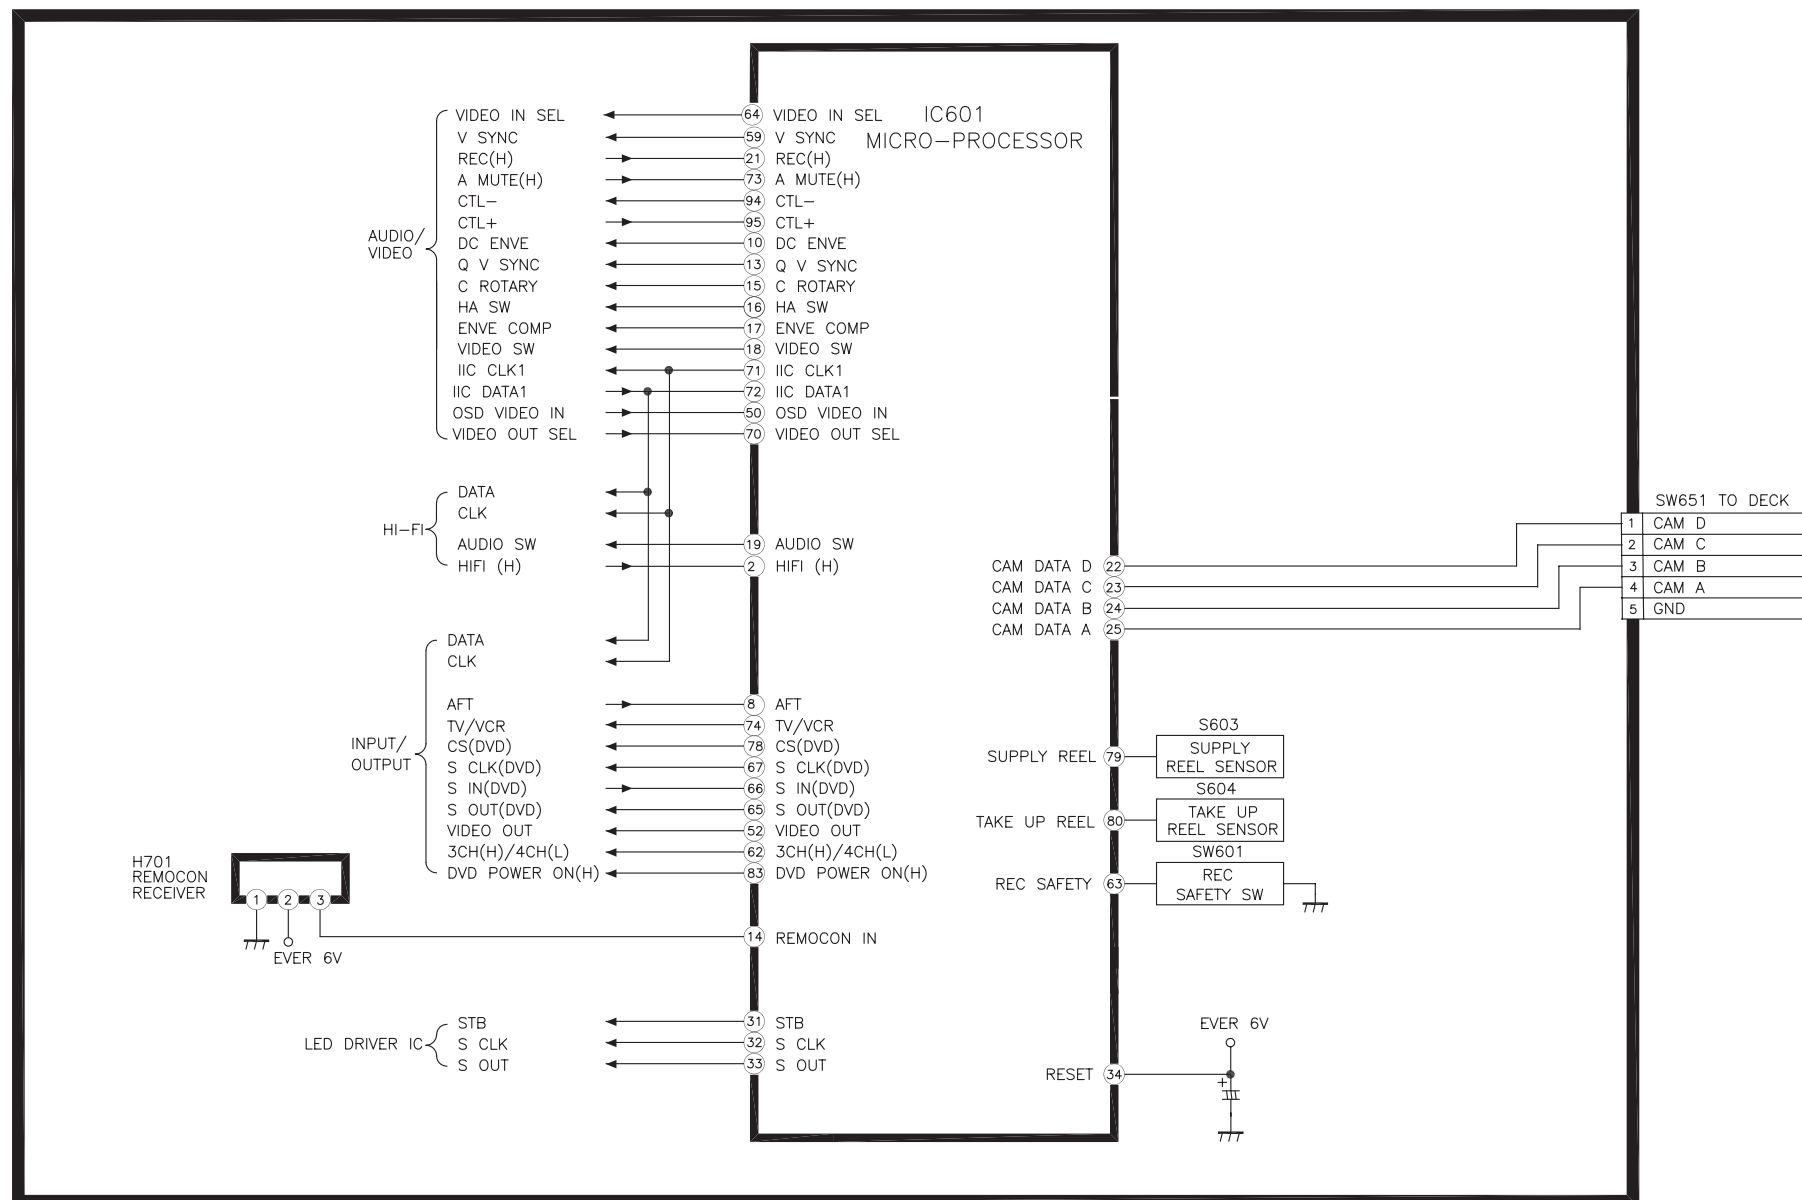 IC601
MICRO-PROCESSOR
AUDIO/
VIDEO
VIDEO IN SEL 64 VIDEO IN SEL
V SYNC 59 V SYNC
REC(H) 21 REC(H)
A MUTE(H) 73 A MUTE(H)
CTL- 94 CTL-
CTL+ 95 CTL+
DC ENVE 10 DC ENVE
Q V SYNC 13 Q V SYNC
C ROTARY 15 C ROTARY
HA SW 16 HA SW
ENVE COMP 17 ENVE COMP
VIDEO SW 18 VIDEO SW
IIC CLK1 71 IIC CLK1
IIC DATA1 72 IIC DATA1
OSD VIDEO IN 50 OSD VIDEO IN
VIDEO OUT SEL 70 VIDEO OUT SEL
HI-FI
DATA
CLK
AUDIO SW 19 AUDIO SW
HIFI (H) 2 HIFI (H)
INPUT/
OUTPUT
DATA
CLK
AFT 8 AFT
TV/VCR 74 TV/VCR
CS(DVD) 78 CS(DVD)
S CLK(DVD) 67 S CLK(DVD)
S IN(DVD) 66 S IN(DVD)
S OUT(DVD) 65 S OUT(DVD)
VIDEO OUT 52 VIDEO OUT
3CH(H)/4CH(L) 62 3CH(H)/4CH(L)
DVD POWER ON(H) 83 DVD POWER ON(H)
H701
REMOCON
RECEIVER
1 2 3
EVER 6V
14 REMOCON IN
LED DRIVER IC
STB 31 STB
S CLK 32 S CLK
S OUT 33 S OUT
CAM DATA D 22
CAM DATA C 23
CAM DATA B 24
CAM DATA A 25
SW651 TO DECK
1 CAM D
2 CAM C
3 CAM B
4 CAM A
5 GND
S603
SUPPLY REEL 79 SUPPLY
REEL SENSOR
S604
TAKE UP REEL 80 TAKE UP
REEL SENSOR
SW601
REC SAFETY 63 REC
SAFETY SW
EVER 6V
RESET 34
+